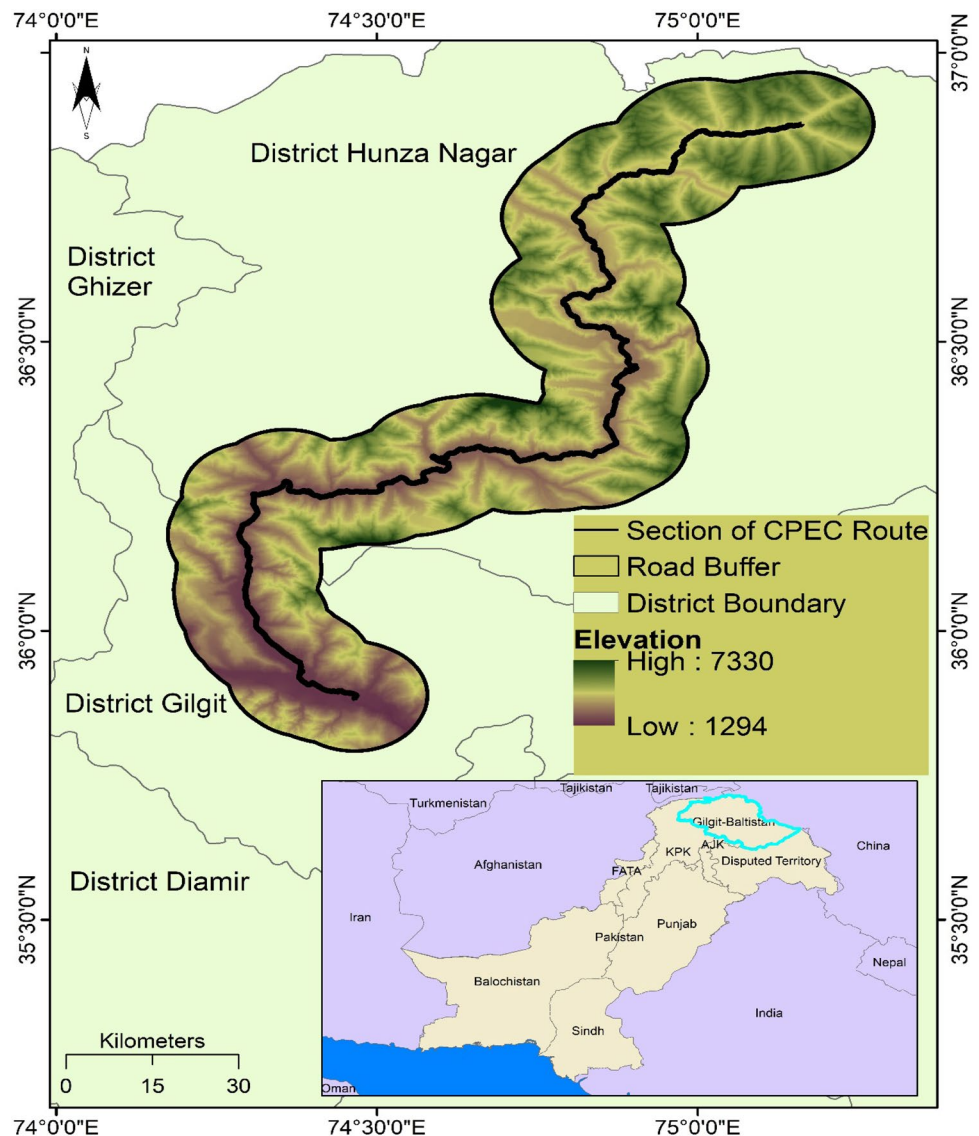 74°0'0"E
74°30'0"E
75°0'0"E
N
S
37°0'0"N
District Hunza Nagar
District
Ghizer
36°30'0"N
36°30'0"N
Section of CPEC Route
Road Buffer
District Boundary
Elevation
High : 7330
Low : 1294
36°0'0"N
36°0'0"N
District Gilgit
Turkmenistan
Tajikistan
Tajikistan
Gilgit-Baltistan
China
Afghanistan
KPK
AJK
Disputed Territory
FATA
Iran
Punjab
Pakistan
Nepal
Balochistan
India
Sindh
Oman
District Diamir
35°30'0"N
35°30'0"N
Kilometers
0 15 30
74°0'0"E
74°30'0"E
75°0'0"E